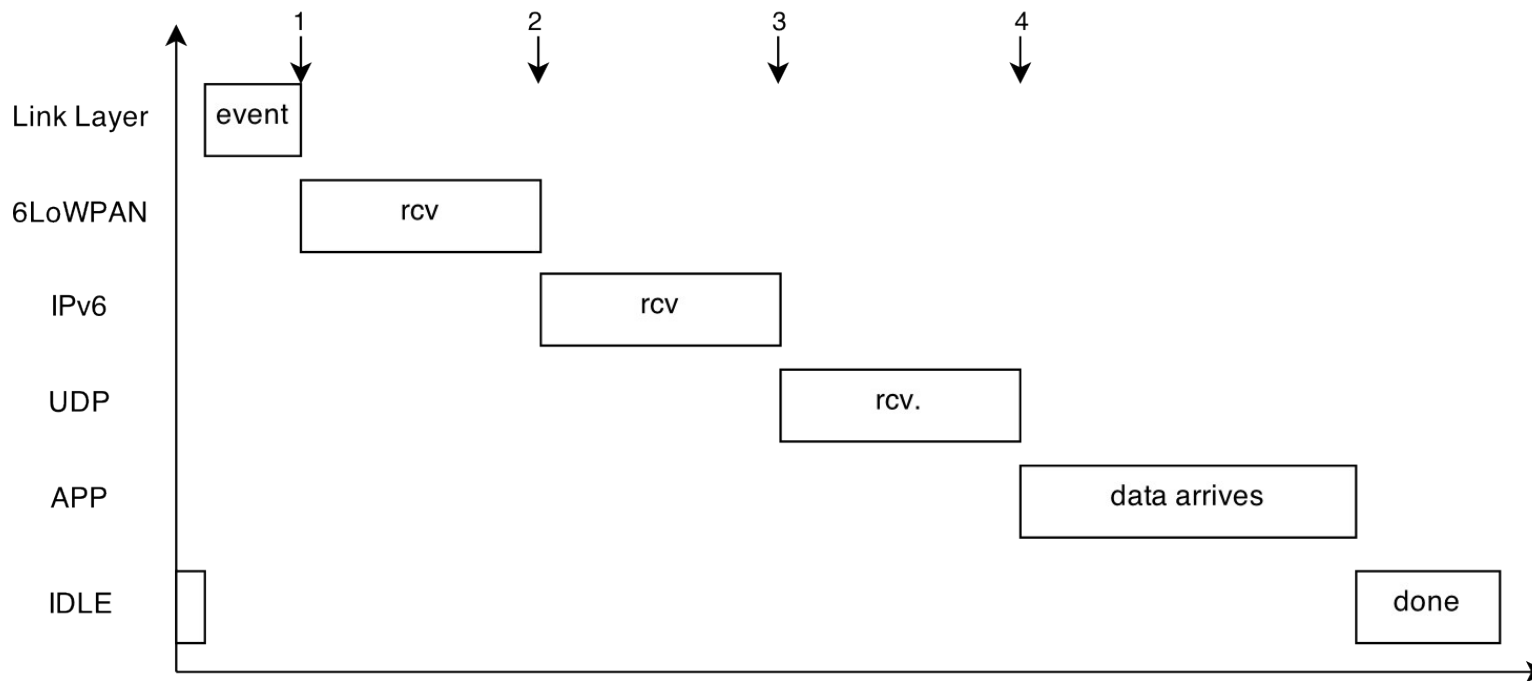 1 2 3 4
Link Layer event
6LoWPAN rcv
IPv6 rcv
UDP rcv.
APP data arrives
IDLE done